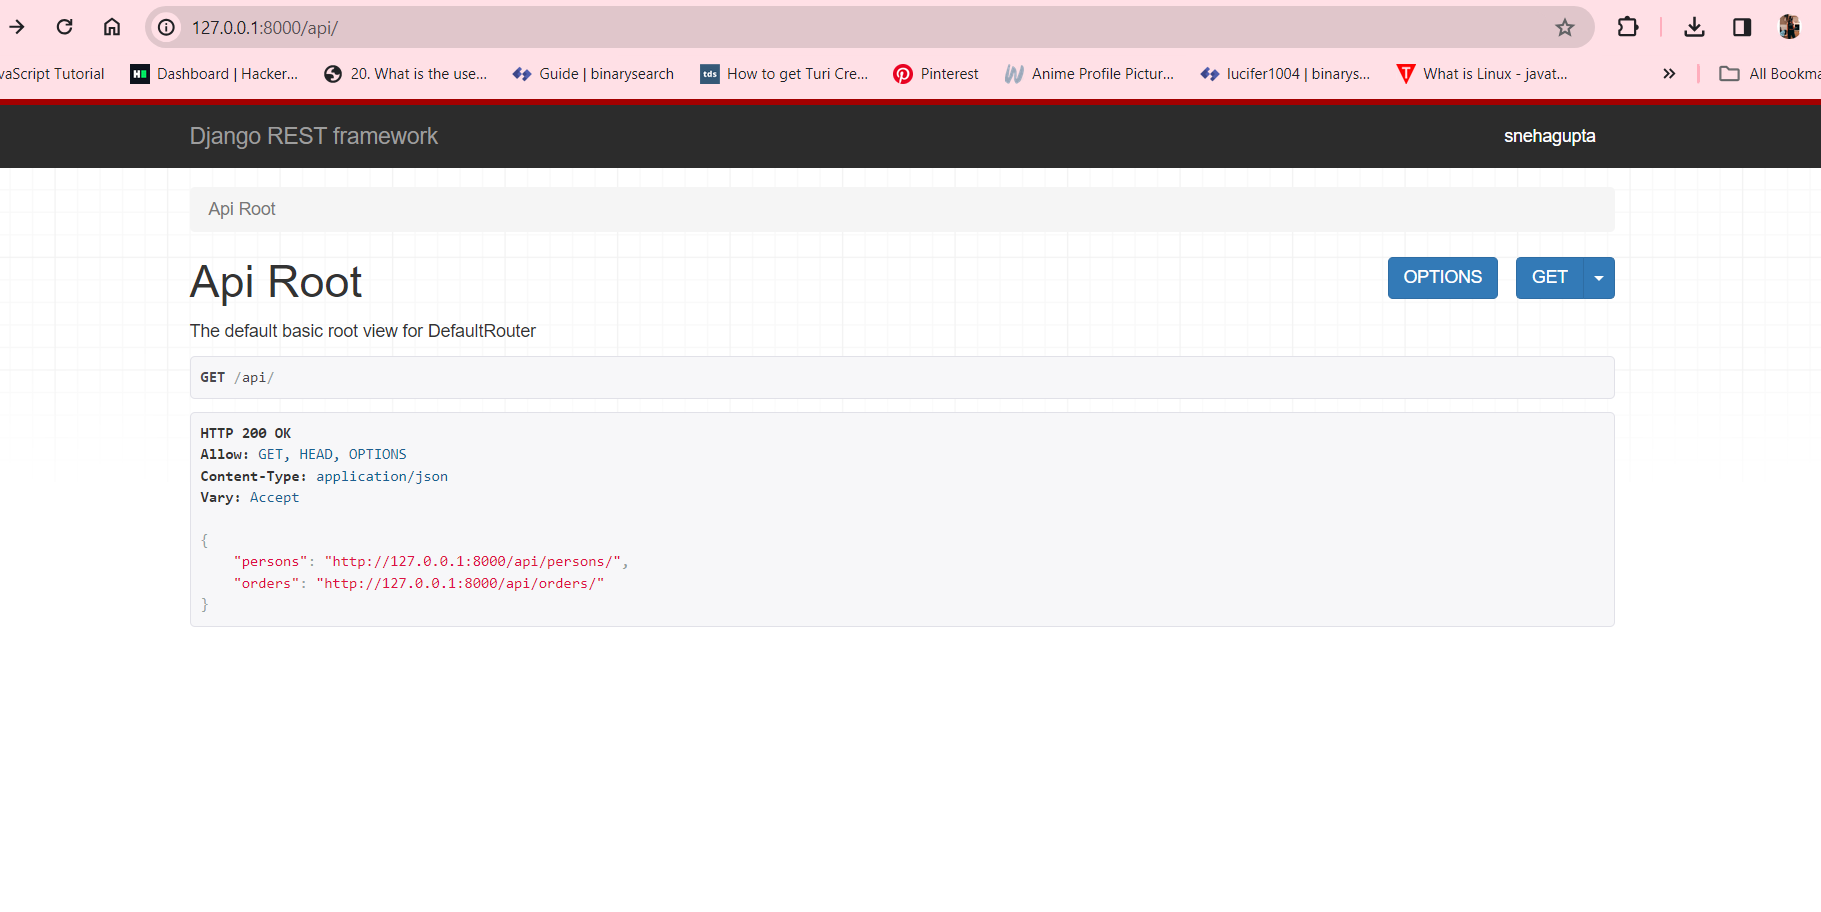 127.0.0.1:8000/api/
vaScript Tutorial Dashboard | Hacker... 20. What is the use... Guide | binarysearch tds How to get Turi Cre... Pinterest Anime Profile Pictur... lucifer1004 | binarys... What is Linux - javat... » All Bookma
Django REST framework snehagupta
Api Root
Api Root OPTIONS GET
The default basic root view for DefaultRouter
GET /api/
HTTP 200 OK
Allow: GET, HEAD, OPTIONS
Content-Type: application/json
Vary: Accept
{
"persons": "http://127.0.0.1:8000/api/persons/",
"orders": "http://127.0.0.1:8000/api/orders/"
}